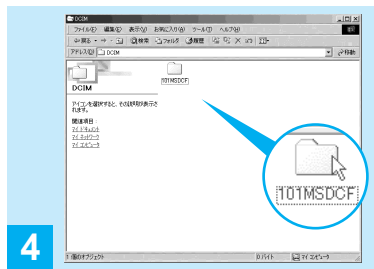 DCIM
ファイル(F) 編集(E) 表示(V) お気に入り(A) ツール(T) ヘルプ(H)
戻る 検索 フォルダ 履歴
アドレス(D) DCIM 移動
DCIM
101MSDCF
アイコンを選択すると、その説明が表示さ
れます。
関連項目:
マイ ドキュメント
マイ ネットワーク
マイ コンピュータ
101MSDCF
4
1 個のオブジェクト 0 バイト マイ コンピュータ